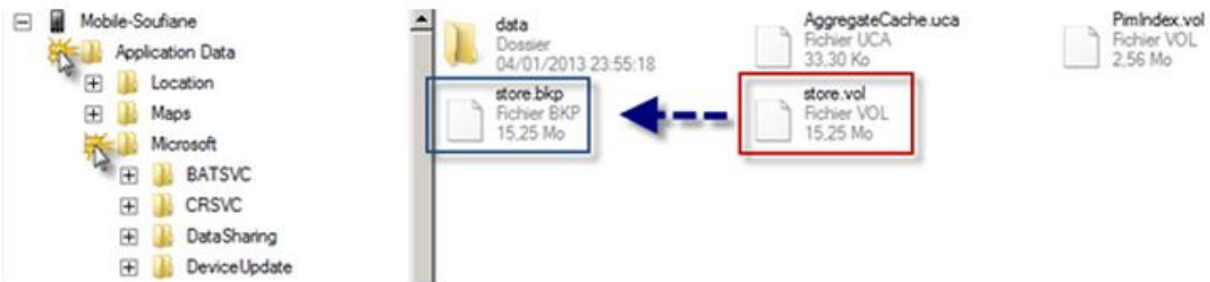 Mobile-Soufiane
Application Data
Location
Maps
Microsoft
BATSVC
CRSVC
DataSharing
DeviceUpdate
data
Dossier
04/01/2013 23:55:18
AggregateCache.uca
Fichier UCA
33,30 Ko
PimIndex.vol
Fichier VOL
2,56 Mo
store.bkp
Fichier BKP
15,25 Mo
store.vol
Fichier VOL
15,25 Mo